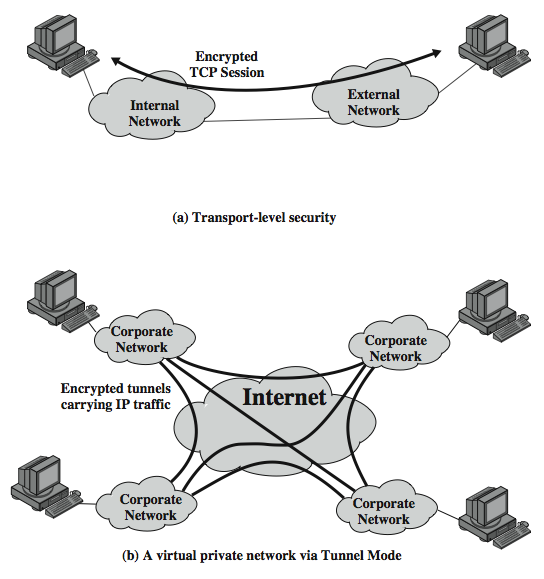 Encrypted
TCP Session
Internal
Network
External
Network
(a) Transport-level security
Corporate
Network
Corporate
Network
Encrypted tunnels
carrying IP traffic
Internet
Corporate
Network
Corporate
Network
(b) A virtual private network via Tunnel Mode